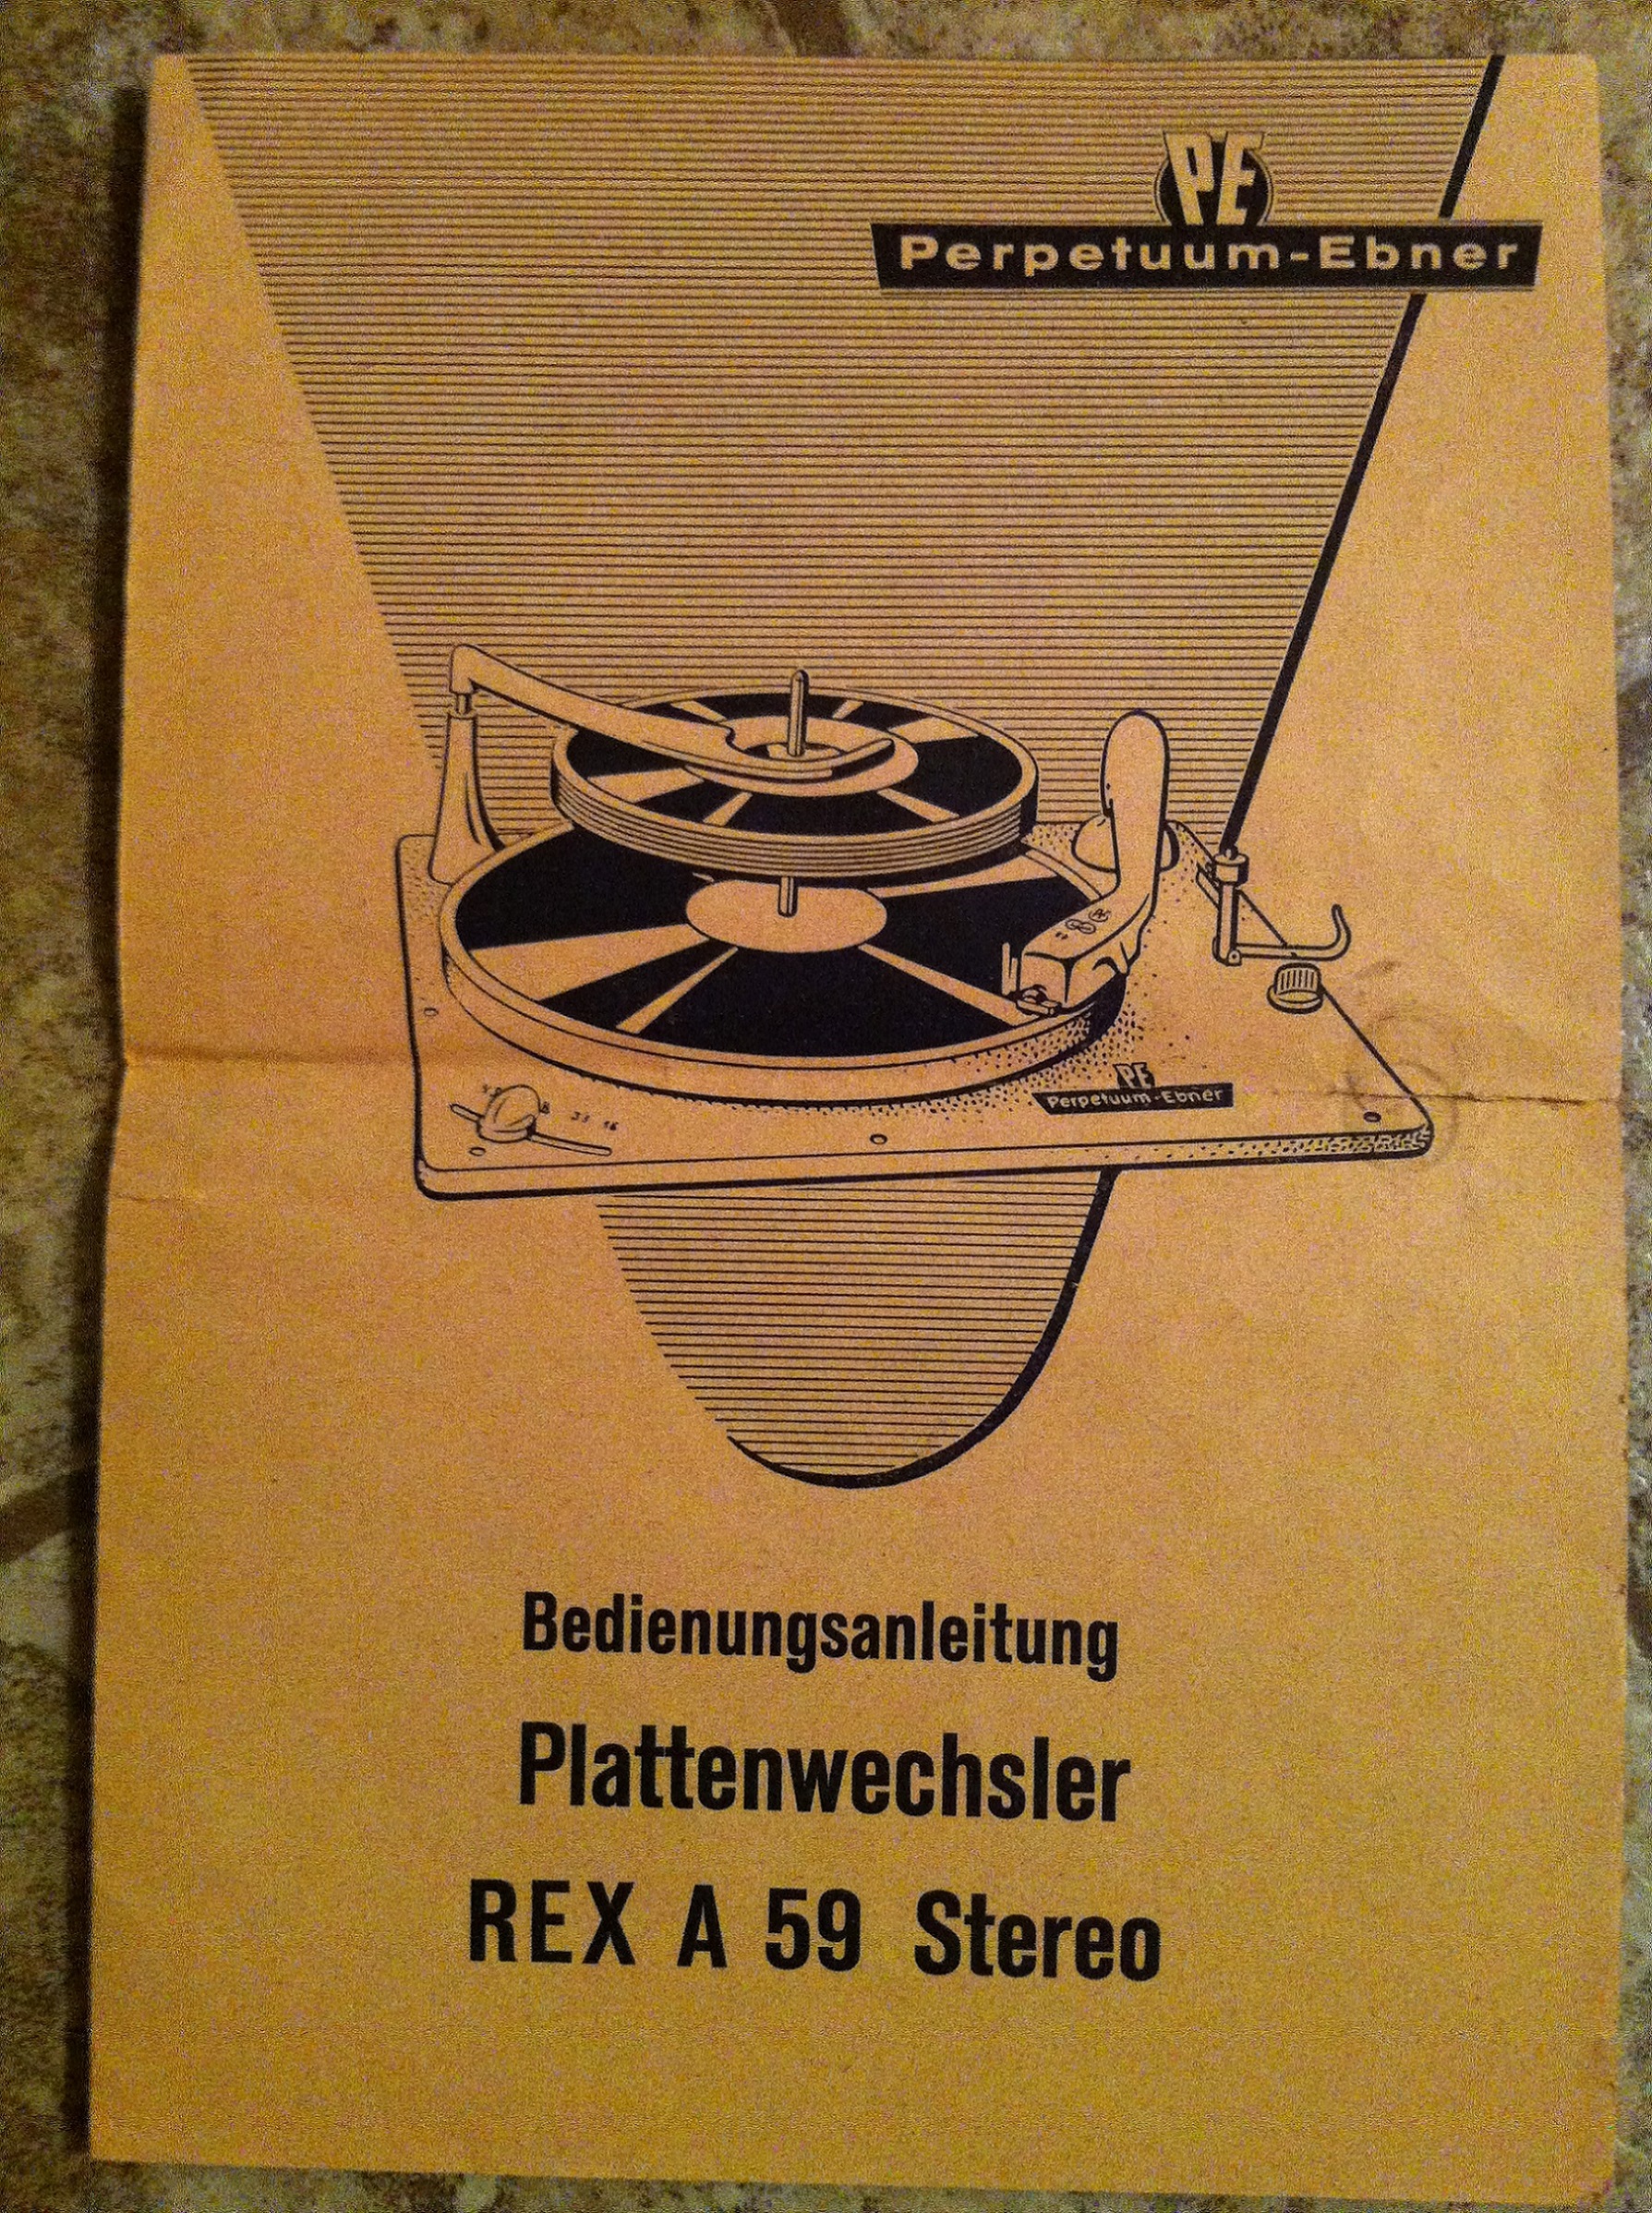 PE
Perpetuum-Ebner
PE
Perpetuum-Ebner
Bedienungsanleitung
Plattenwechsler
REX A 59 Stereo